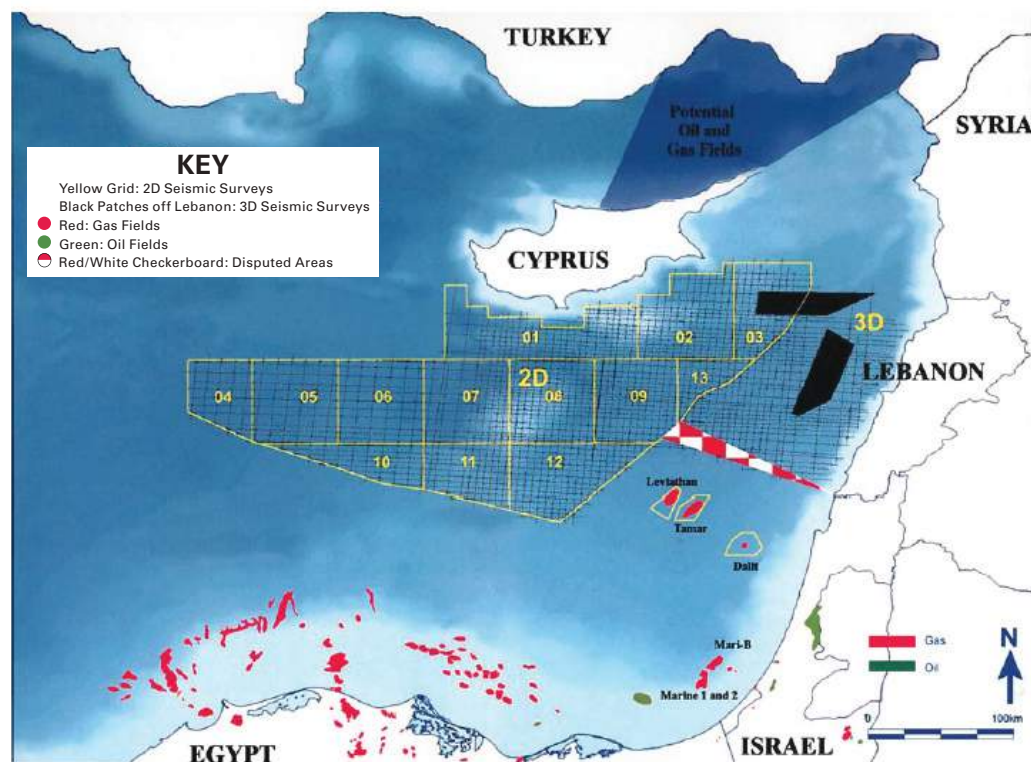 TURKEY
Potential
Oil and
Gas Fields
SYRIA
KEY
Yellow Grid: 2D Seismic Surveys
Black Patches off Lebanon: 3D Seismic Surveys
Red: Gas Fields
Green: Oil Fields
Red/White Checkerboard: Disputed Areas
CYPRUS
01
02
03
3D
LEBANON
04
05
06
07
2D
08
09
13
10
11
12
Leviathan
Tamar
Dalit
Mari-B
Marine 1 and 2
Gas
Oil
N
0
100km
EGYPT
ISRAEL